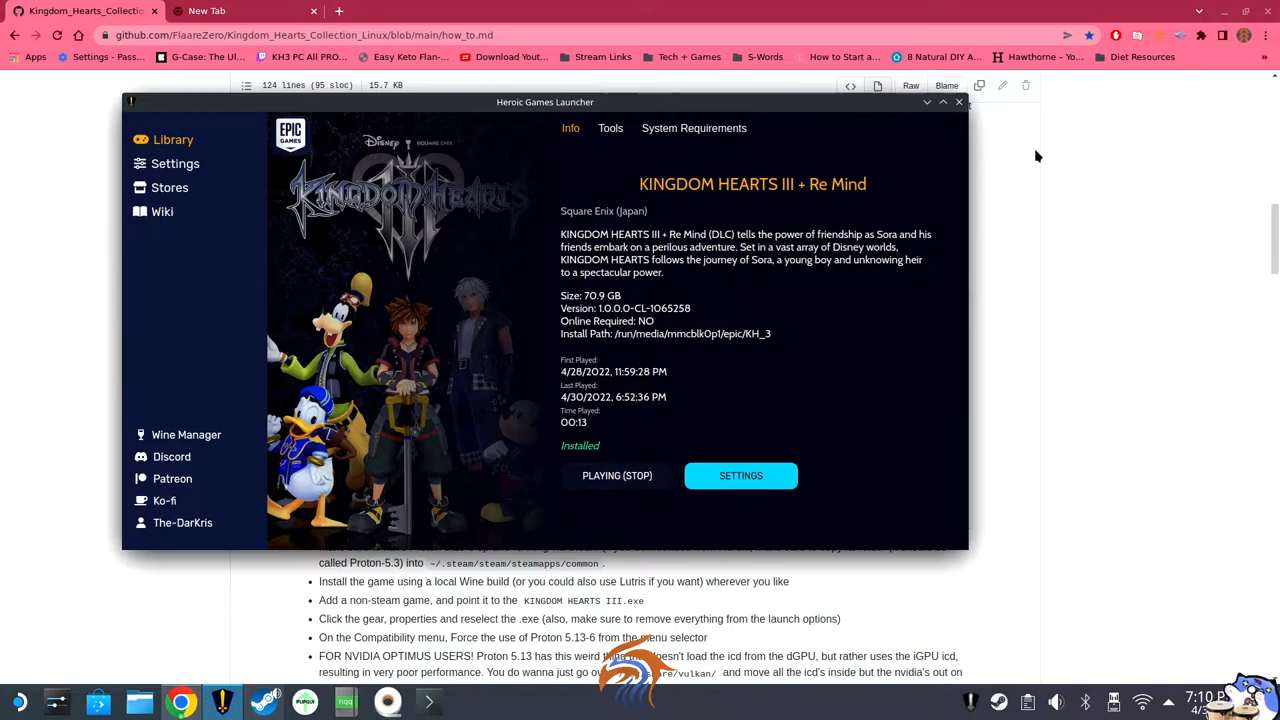 Kingdom_Hearts_Collection_Linux
New Tab
github.com/FlaareZero/Kingdom_Hearts_Collection_Linux/blob/main/how_to.md
Apps
Settings - Pass...
G-Case: The Ul...
KH3 PC All PRO...
Easy Keto Flan-...
Download Yout...
Stream Links
Tech + Games
S-Words
How to Start a...
8 Natural DIY A...
Hawthorne – Yo...
Diet Resources
»
124 lines (95 sloc)
15.7 KB
Raw
Blame
Heroic Games Launcher
Library
Settings
Stores
Wiki
Wine Manager
Discord
Patreon
Ko-fi
The-DarKris
EPIC
GAMES
Disney
SQUARE ENIX
KINGDOM HEARTS
III
Info
Tools
System Requirements
KINGDOM HEARTS III + Re Mind
Square Enix (Japan)
KINGDOM HEARTS III + Re Mind (DLC) tells the power of friendship as Sora and his
friends embark on a perilous adventure. Set in a vast array of Disney worlds,
KINGDOM HEARTS follows the journey of Sora, a young boy and unknowing heir
to a spectacular power.
Size: 70.9 GB
Version: 1.0.0.0-CL-1065258
Online Required: NO
Install Path: /run/media/mmcblk0p1/epic/KH_3
First Played:
4/28/2022, 11:59:28 PM
Last Played:
4/30/2022, 6:52:36 PM
Time Played:
00:13
Installed
PLAYING (STOP)
SETTINGS
called Proton-5.3) into ~/.steam/steam/steamapps/common .
Install the game using a local Wine build (or you could also use Lutris if you want) wherever you like
Add a non-steam game, and point it to the KINGDOM HEARTS III.exe
Click the gear, properties and reselect the .exe (also, make sure to remove everything from the launch options)
On the Compatibility menu, Force the use of Proton 5.13-6 from the menu selector
FOR NVIDIA OPTIMUS USERS! Proton 5.13 has this weird doesn't load the icd from the dGPU, but rather uses the iGPU icd,
resulting in very poor performance. You do wanna just go /vulkan/ and move all the icd's inside but the nvidia's out on
PUPGUI
nqq
7:10